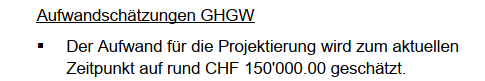 Aufwandschätzungen GHGW
▪ Der Aufwand für die Projektierung wird zum aktuellen
Zeitpunkt auf rund CHF 150'000.00 geschätzt.